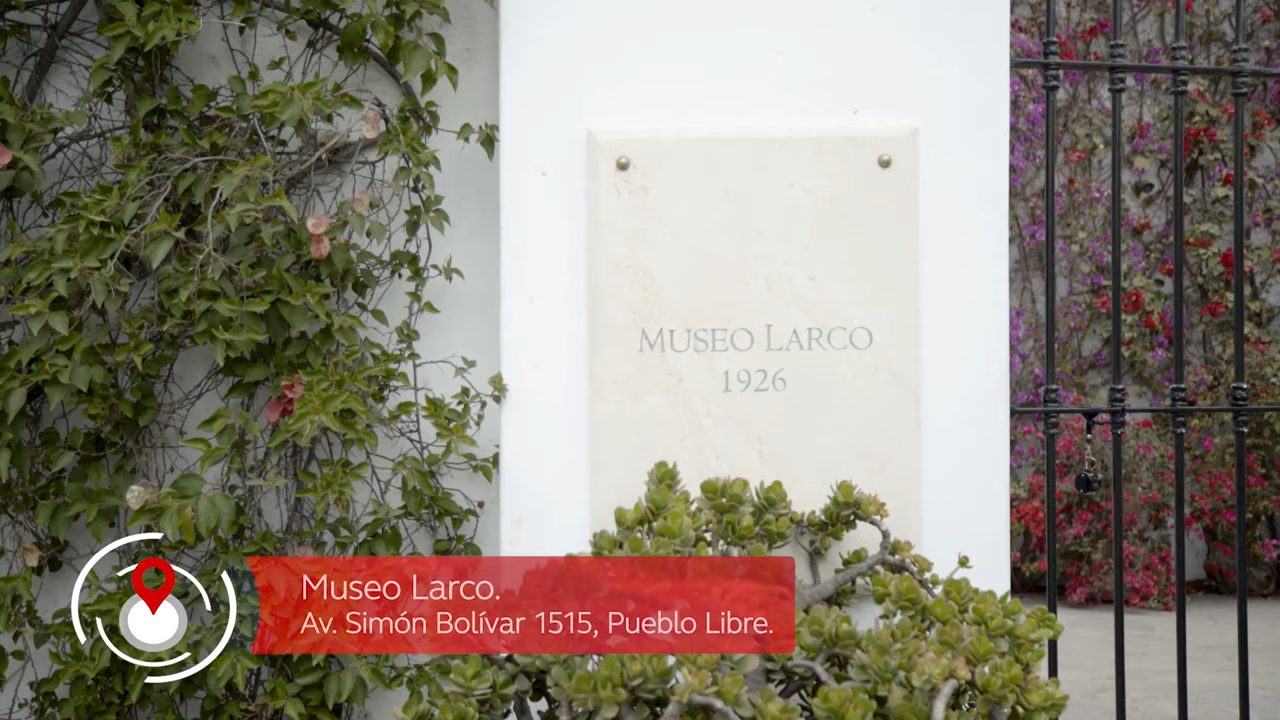 MUSEO LARCO
1926
Museo Larco.
Av. Simón Bolívar 1515, Pueblo Libre.